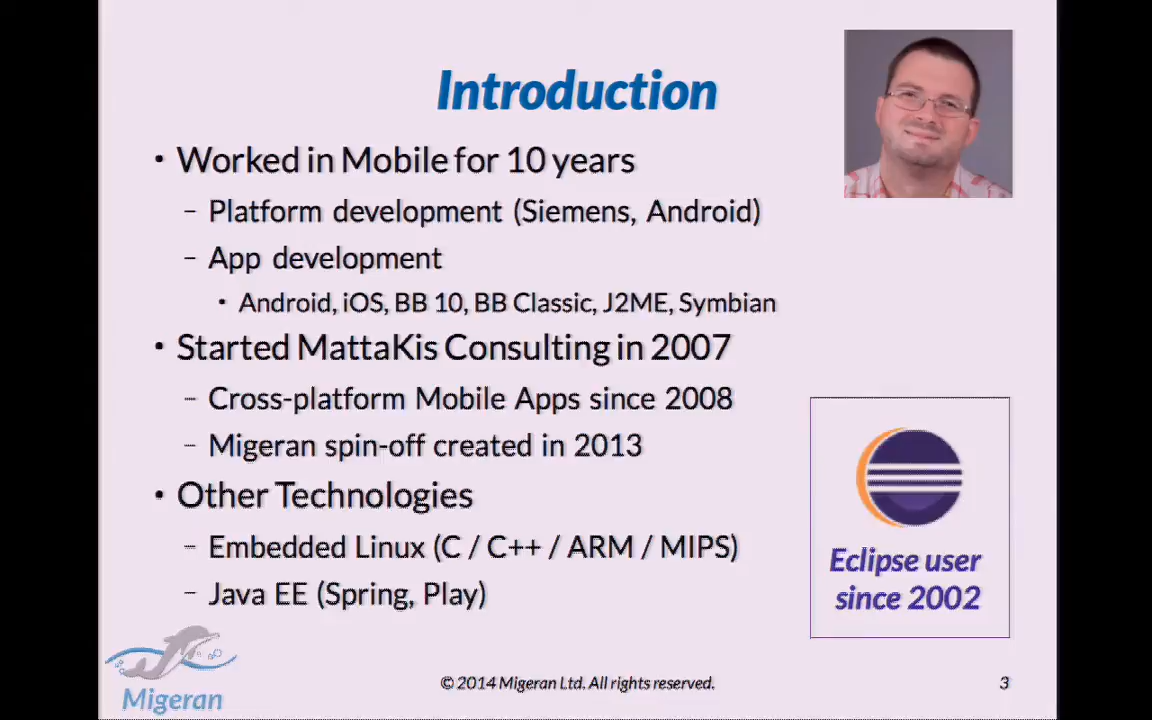 Introduction
• Worked in Mobile for 10 years
– Platform development (Siemens, Android)
– App development
• Android, iOS, BB 10, BB Classic, J2ME, Symbian
• Started MattaKis Consulting in 2007
– Cross-platform Mobile Apps since 2008
– Migeran spin-off created in 2013
• Other Technologies
– Embedded Linux (C / C++ / ARM / MIPS)
– Java EE (Spring, Play)
Eclipse user
since 2002
Migeran
© 2014 Migeran Ltd. All rights reserved.
3